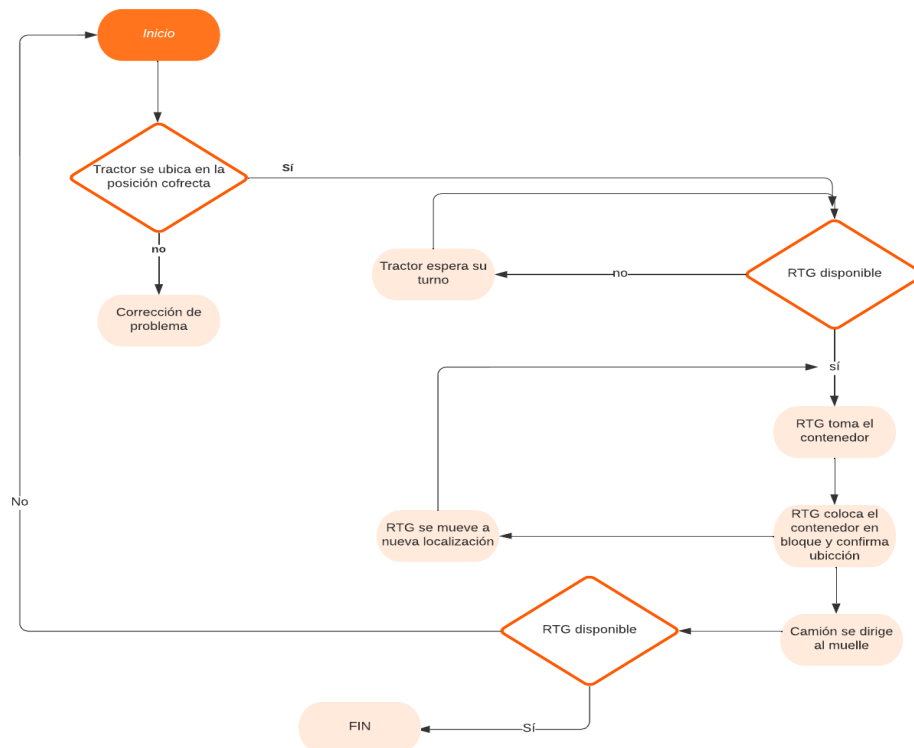 Inicio
Tractor se ubica en la
posición cofrecta
Sí
no
Corrección de
problema
Tractor espera su
turno
no
RTG disponible
sí
RTG toma el
contenedor
RTG coloca el
contenedor en
bloque y confirma
ubicción
RTG se mueve a
nueva localización
No
Camión se dirige
al muelle
RTG disponible
Sí
FIN